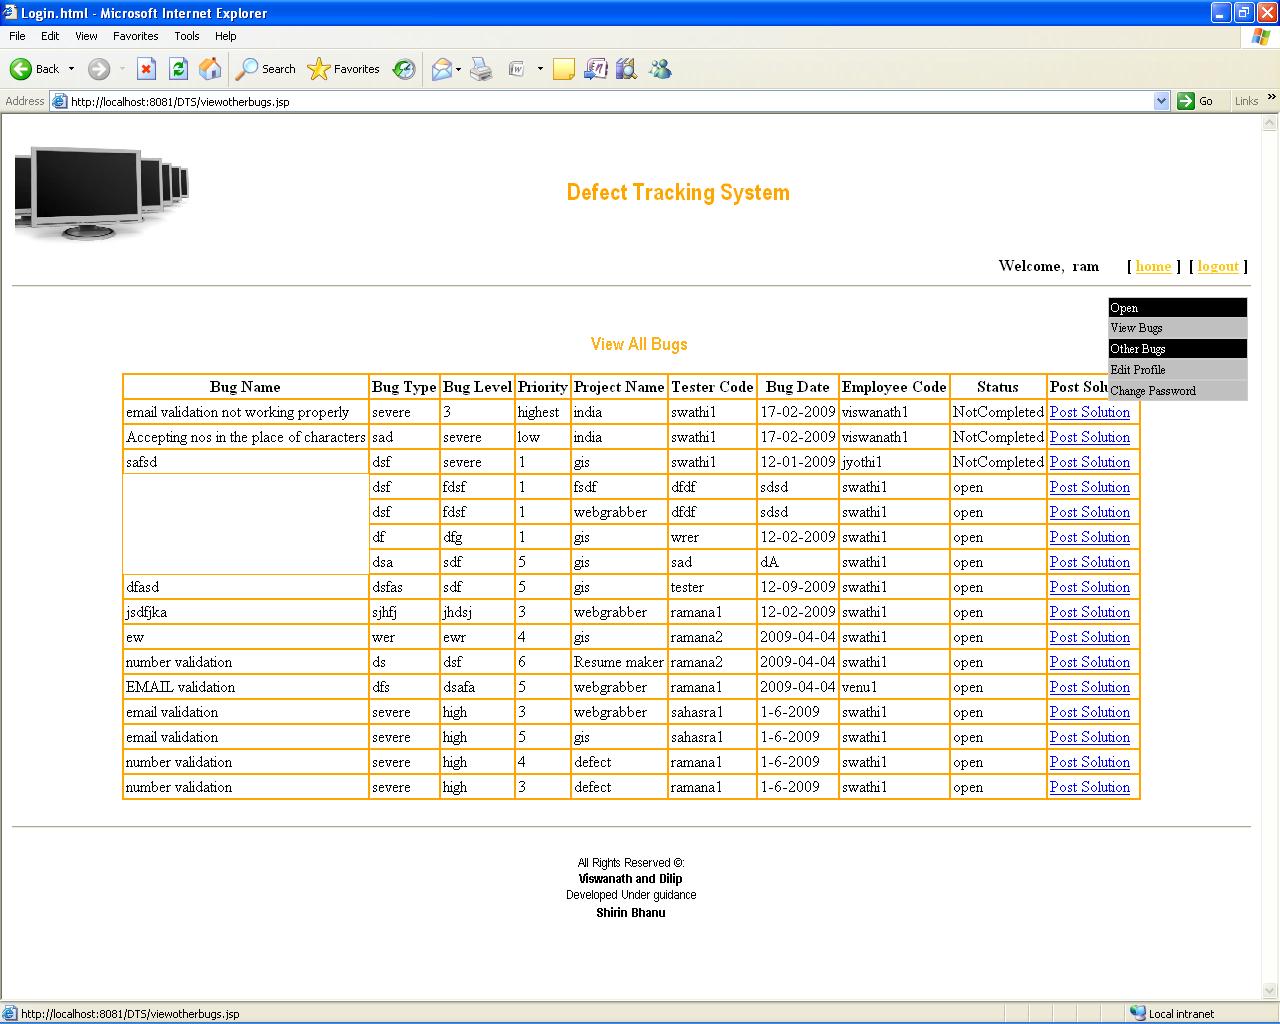 Login.html - Microsoft Internet Explorer
File Edit View Favorites Tools Help
Back Search Favorites
Address http://localhost:8081/DTS/viewotherbugs.jsp Go Links »
Defect Tracking System
Welcome, ram [ home ] [ logout ]
Open
View Bugs
Other Bugs
Edit Profile
Change Password
View All Bugs
Bug Name Bug Type Bug Level Priority Project Name Tester Code Bug Date Employee Code Status Post Solu
email validation not working properly severe 3 highest india swathi1 17-02-2009 viswanath1 NotCompleted Post Solution
Accepting nos in the place of characters sad severe low india swathi1 17-02-2009 viswanath1 NotCompleted Post Solution
safsd dsf severe 1 gis swathi1 12-01-2009 jyothi1 NotCompleted Post Solution
dsf fdsf 1 fsdf dfdf sdsd swathi1 open Post Solution
dsf fdsf 1 webgrabber dfdf sdsd swathi1 open Post Solution
df dfg 1 gis wrer 12-02-2009 swathi1 open Post Solution
dsa sdf 5 gis sad dA swathi1 open Post Solution
dfasd dsfas sdf 5 gis tester 12-09-2009 swathi1 open Post Solution
jsdfjka sjhfj jhdsj 3 webgrabber ramana1 12-02-2009 swathi1 open Post Solution
ew wer ewr 4 gis ramana2 2009-04-04 swathi1 open Post Solution
number validation ds dsf 6 Resume maker ramana2 2009-04-04 swathi1 open Post Solution
EMAIL validation dfs dsafa 5 webgrabber ramana1 2009-04-04 venu1 open Post Solution
email validation severe high 3 webgrabber sahasra1 1-6-2009 swathi1 open Post Solution
email validation severe high 5 gis sahasra1 1-6-2009 swathi1 open Post Solution
number validation severe high 4 defect ramana1 1-6-2009 swathi1 open Post Solution
number validation severe high 3 defect ramana1 1-6-2009 swathi1 open Post Solution
All Rights Reserved ©:
Viswanath and Dilip
Developed Under guidance
Shirin Bhanu
http://localhost:8081/DTS/viewotherbugs.jsp Local intranet